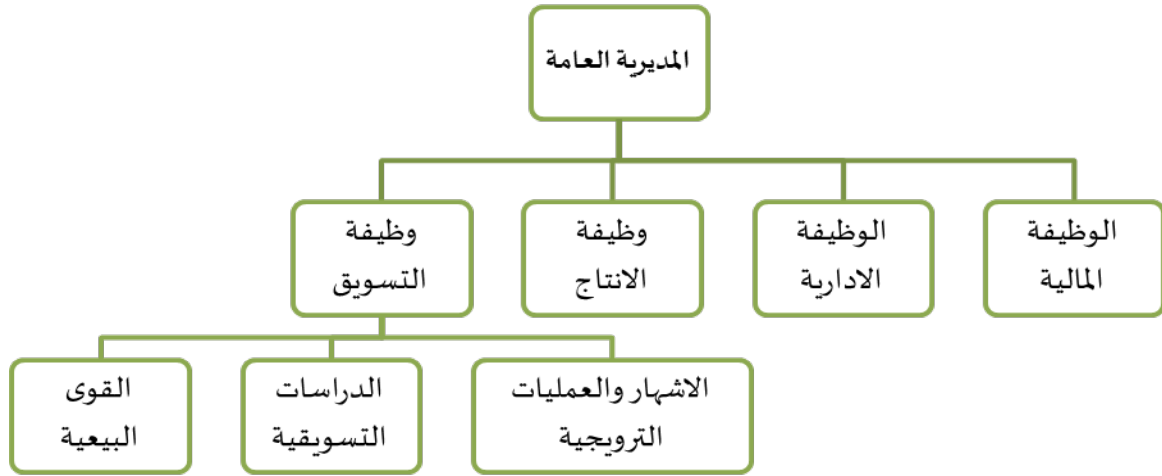 المديرية العامة
الوظيفة
المالية
الوظيفة
الادارية
وظيفة
الانتاج
وظيفة
التسويق
الاشهار والعمليات
الترويجية
الدراسات
التسويقية
القوى
البيعية